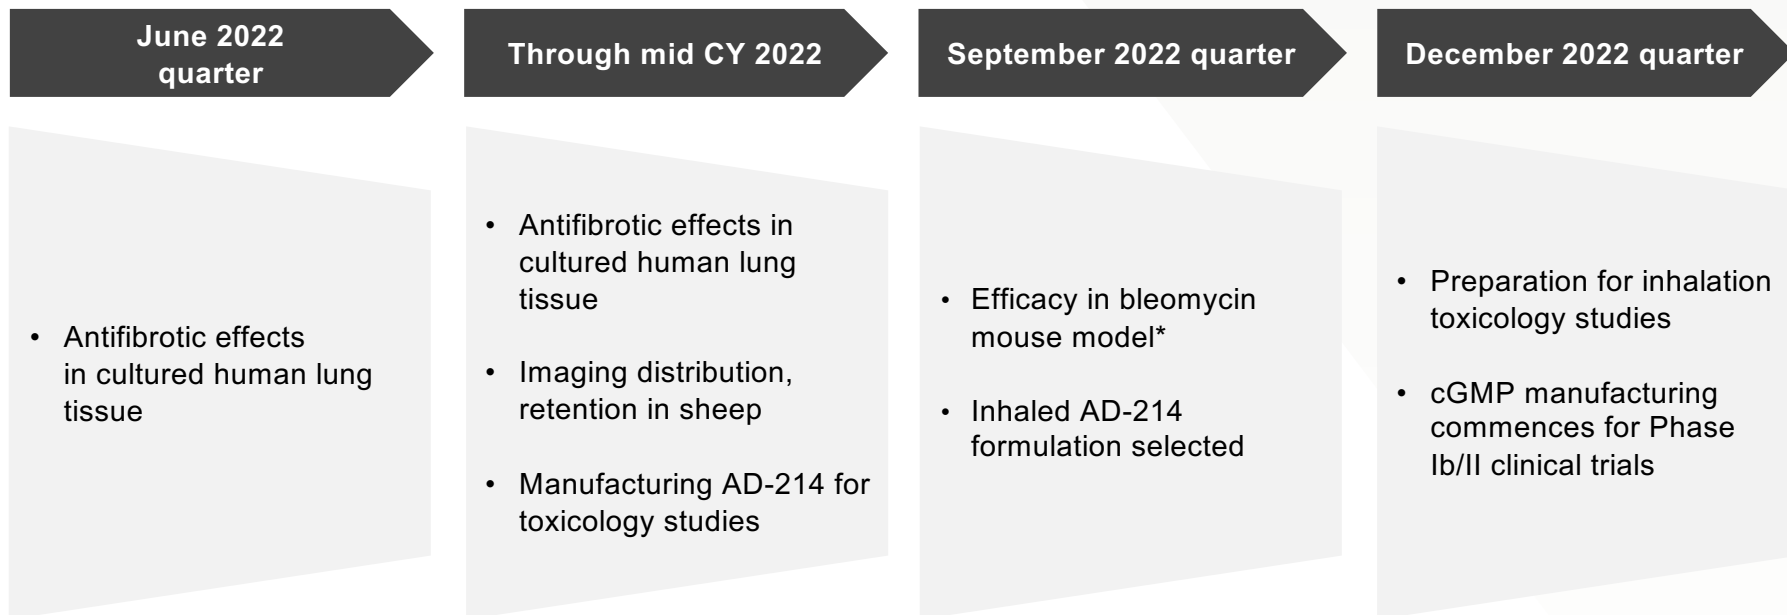 June 2022
quarter
Through mid CY 2022
September 2022 quarter
December 2022 quarter
• Antifibrotic effects
in cultured human lung
tissue
• Antifibrotic effects in
cultured human lung
tissue
• Imaging distribution,
retention in sheep
• Manufacturing AD-214 for
toxicology studies
• Efficacy in bleomycin
mouse model*
• Inhaled AD-214
formulation selected
• Preparation for inhalation
toxicology studies
• cGMP manufacturing
commences for Phase
Ib/II clinical trials